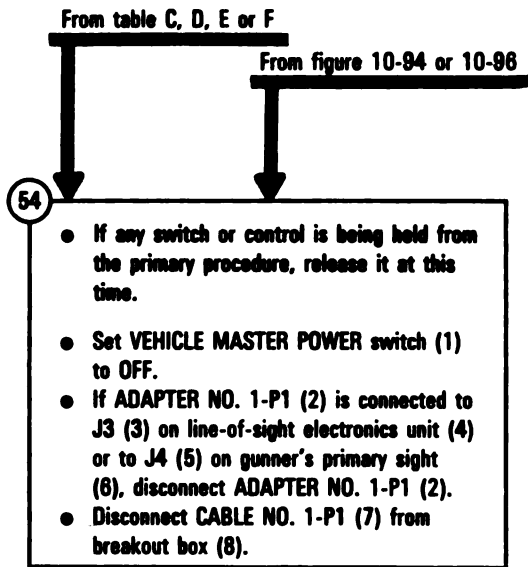 From table C, D, E or F
From figure 10-94 or 10-96
54
● If any switch or control is being held from
the primary procedure, release it at this
time.
● Set VEHICLE MASTER POWER switch (1)
to OFF.
● If ADAPTER NO. 1-P1 (2) is connected to
J3 (3) on line-of-sight electronics unit (4)
or to J4 (5) on gunner's primary sight
(6), disconnect ADAPTER NO. 1-P1 (2).
● Disconnect CABLE NO. 1-P1 (7) from
breakout box (8).